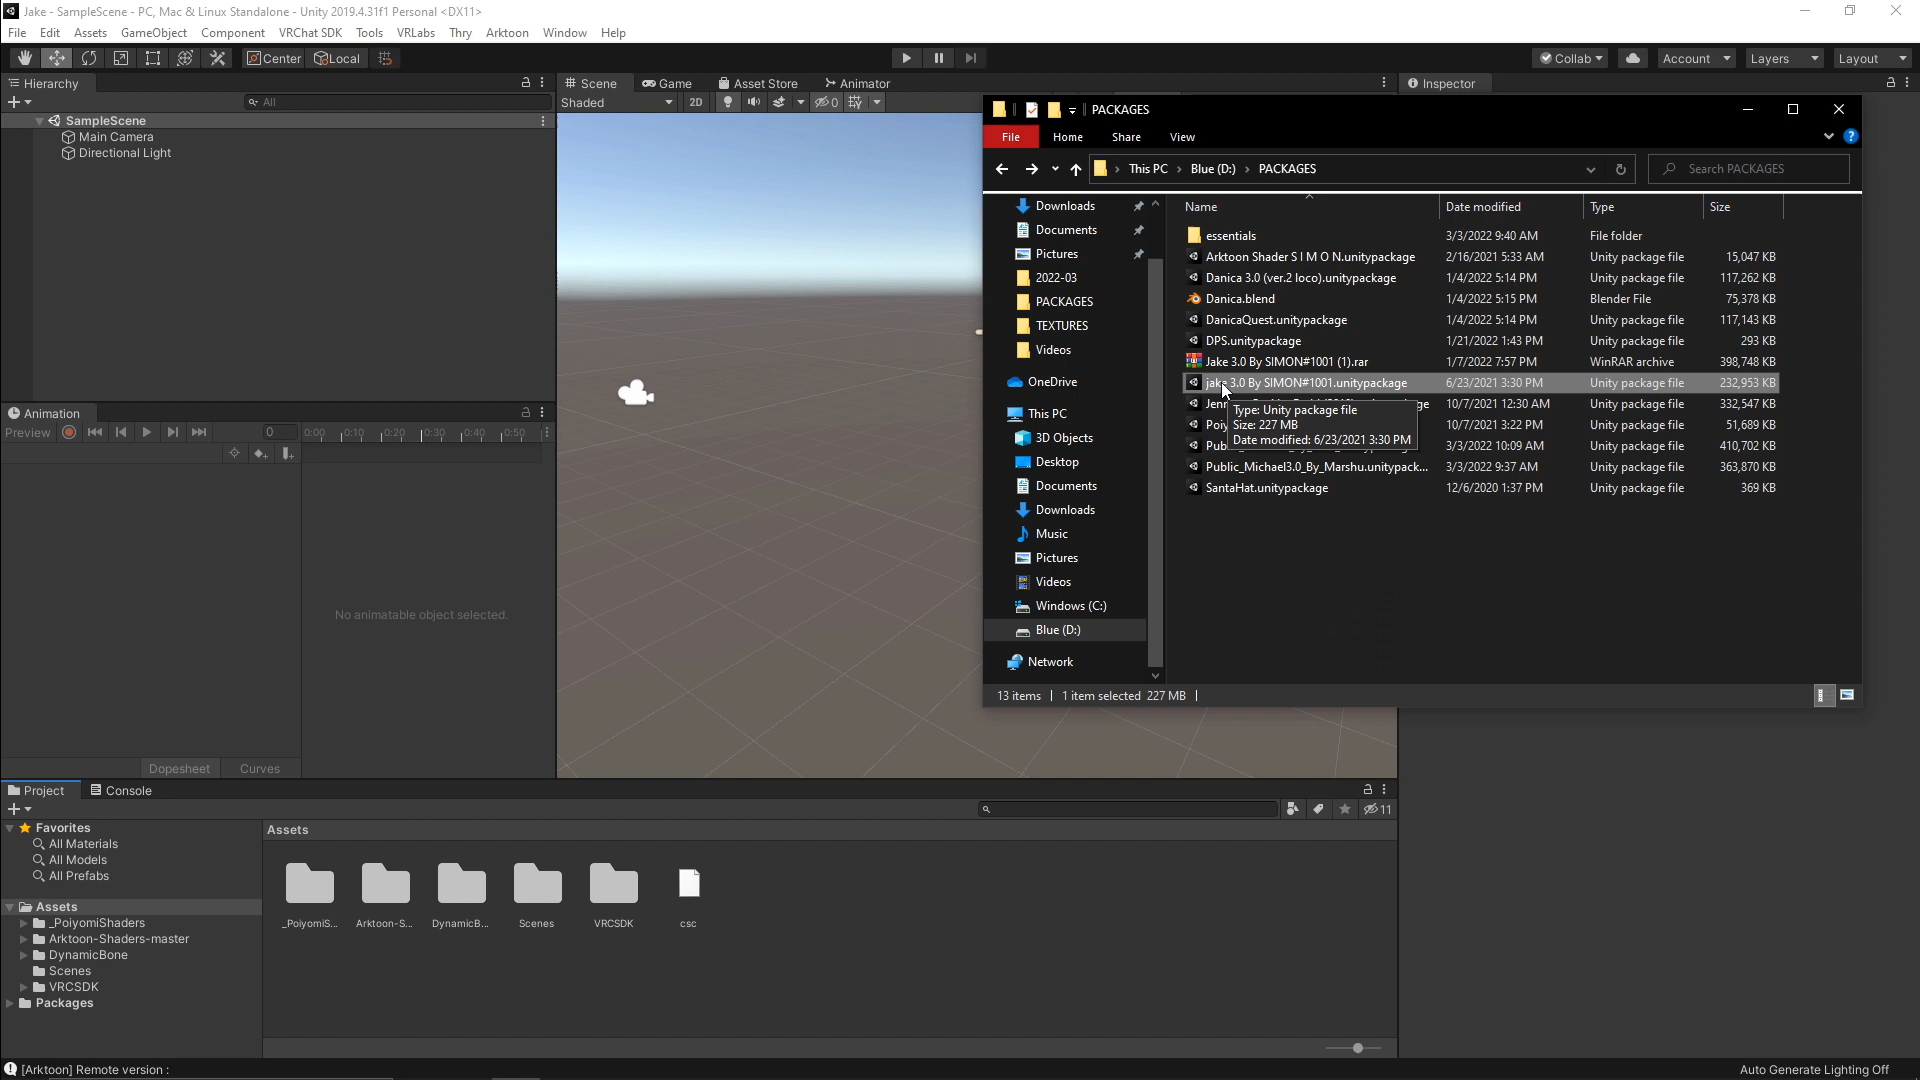 Jake - SampleScene - PC, Mac & Linux Standalone - Unity 2019.4.31f1 Personal <DX11>
File Edit Assets GameObject Component VRChat SDK Tools VRLabs Thry Arktoon Window Help
Center Local
Collab Account Layers Layout
Hierarchy
All
SampleScene
Main Camera
Directional Light
Scene Game Asset Store Animator
Shaded 2D 0
Inspector
PACKAGES
File Home Share View
This PC › Blue (D:) › PACKAGES
Search PACKAGES
Downloads
Documents
Pictures
2022-03
PACKAGES
TEXTURES
Videos
OneDrive
This PC
3D Objects
Desktop
Documents
Downloads
Music
Pictures
Videos
Windows (C:)
Blue (D:)
Network
Name Date modified Type Size
essentials 3/3/2022 9:40 AM File folder
Arktoon Shader S I M O N.unitypackage 2/16/2021 5:33 AM Unity package file 15,047 KB
Danica 3.0 (ver.2 loco).unitypackage 1/4/2022 5:14 PM Unity package file 117,262 KB
Danica.blend 1/4/2022 5:15 PM Blender File 75,378 KB
DanicaQuest.unitypackage 1/4/2022 5:14 PM Unity package file 117,143 KB
DPS.unitypackage 1/21/2022 1:43 PM Unity package file 293 KB
Jake 3.0 By SIMON#1001 (1).rar 1/7/2022 7:57 PM WinRAR archive 398,748 KB
jake 3.0 By SIMON#1001.unitypackage 6/23/2021 3:30 PM Unity package file 232,953 KB
10/7/2021 12:30 AM Unity package file 332,547 KB
10/7/2021 3:22 PM Unity package file 51,689 KB
3/3/2022 10:09 AM Unity package file 410,702 KB
Public_Michael3.0_By_Marshu.unitypack... 3/3/2022 9:37 AM Unity package file 363,870 KB
SantaHat.unitypackage 12/6/2020 1:37 PM Unity package file 369 KB
Type: Unity package file
Size: 227 MB
Date modified: 6/23/2021 3:30 PM
13 items 1 item selected 227 MB
Animation
Preview 0 0:00 0:10 0:20 0:30 0:40 0:50
No animatable object selected.
Dopesheet Curves
Project Console
11
Favorites
All Materials
All Models
All Prefabs
Assets
_PoiyomiShaders
Arktoon-Shaders-master
DynamicBone
Scenes
VRCSDK
Packages
Assets
_PoiyomiS... Arktoon-S... DynamicB... Scenes VRCSDK csc
[Arktoon] Remote version :
Auto Generate Lighting Off